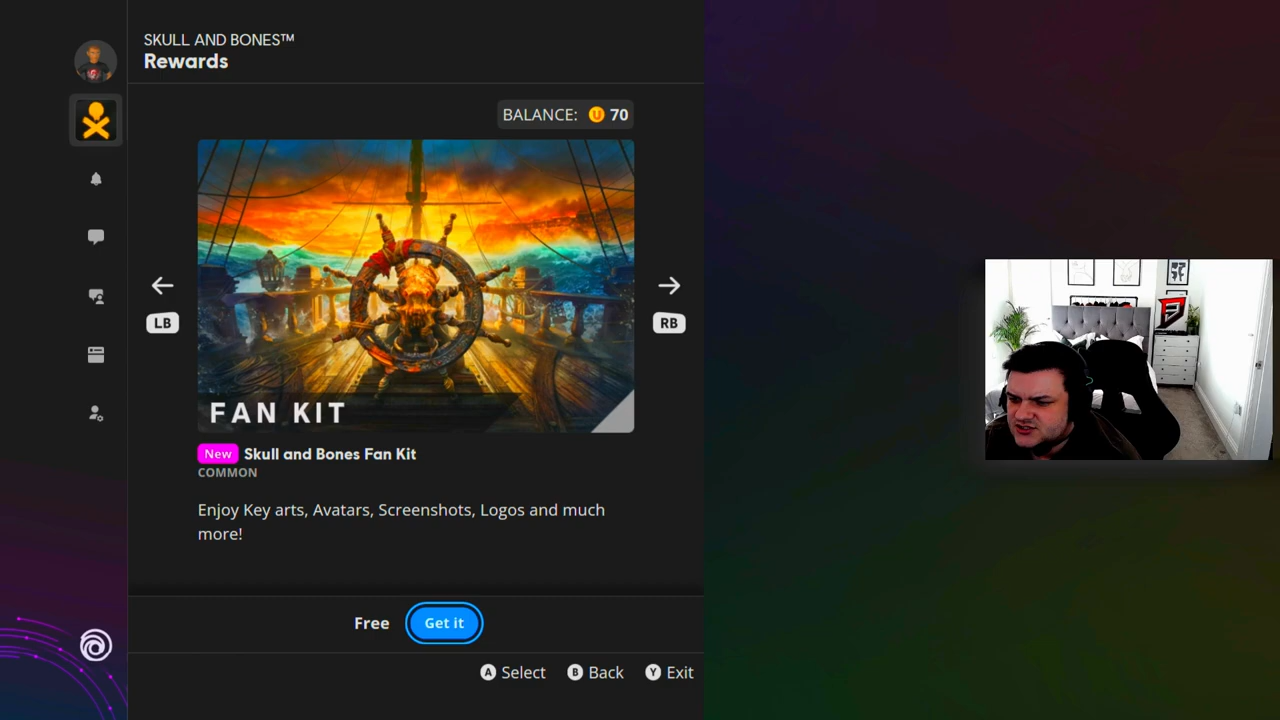 SKULL AND BONES™
Rewards
BALANCE: 70
LB
RB
FAN KIT
New Skull and Bones Fan Kit
COMMON
Enjoy Key arts, Avatars, Screenshots, Logos and much
more!
Free Get it
A Select B Back Y Exit